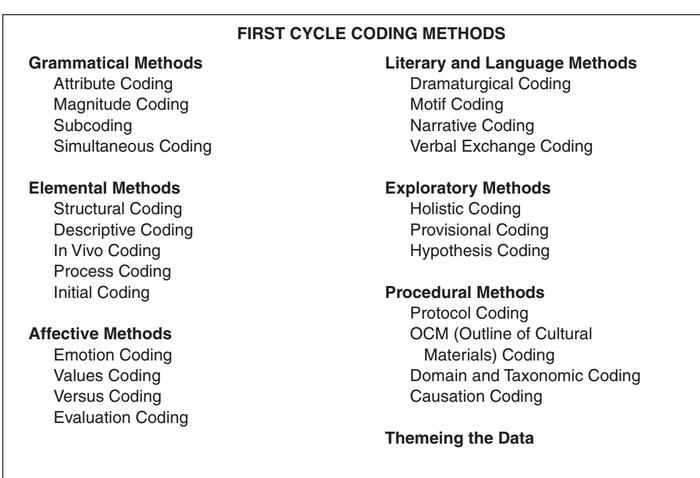 FIRST CYCLE CODING METHODS
Grammatical Methods
Attribute Coding
Magnitude Coding
Subcoding
Simultaneous Coding
Elemental Methods
Structural Coding
Descriptive Coding
In Vivo Coding
Process Coding
Initial Coding
Affective Methods
Emotion Coding
Values Coding
Versus Coding
Evaluation Coding
Literary and Language Methods
Dramaturgical Coding
Motif Coding
Narrative Coding
Verbal Exchange Coding
Exploratory Methods
Holistic Coding
Provisional Coding
Hypothesis Coding
Procedural Methods
Protocol Coding
OCM (Outline of Cultural
Materials) Coding
Domain and Taxonomic Coding
Causation Coding
Themeing the Data